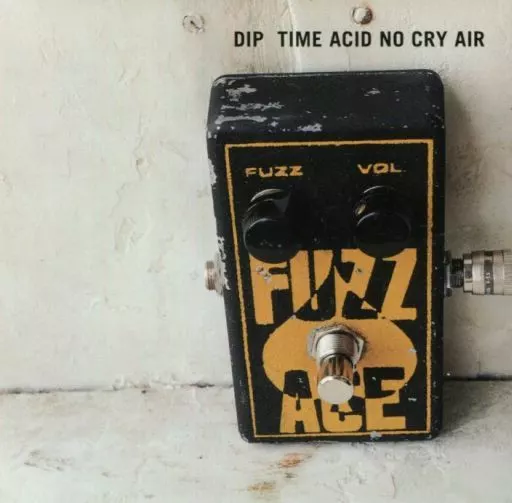 DIP TIME ACID NO CRY AIR
FUZZ VOL
FUZZ
ACE